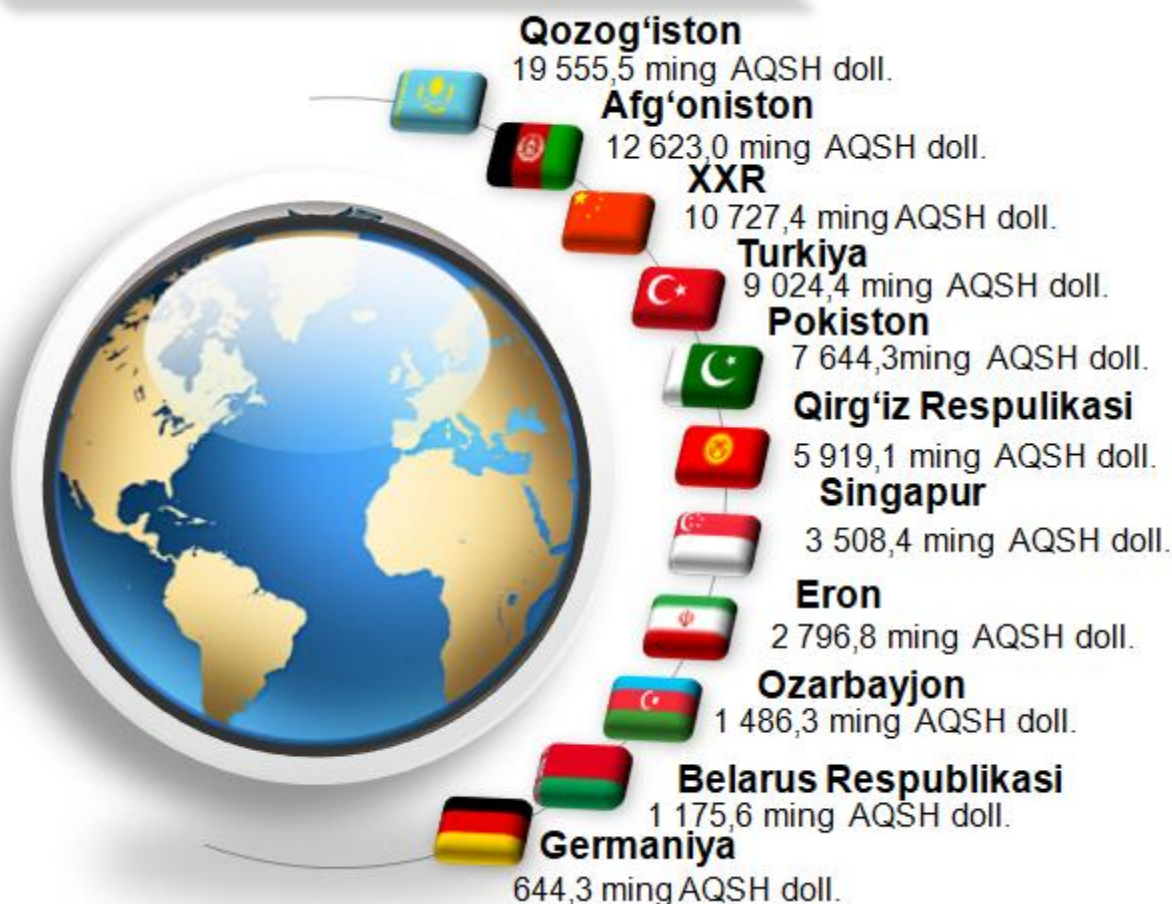 Qozog‘iston
19 555,5 ming AQSH doll.
Afg‘oniston
12 623,0 ming AQSH doll.
XXR
10 727,4 ming AQSH doll.
Turkiya
9 024,4 ming AQSH doll.
Pokiston
7 644,3ming AQSH doll.
Qirg‘iz Respulikasi
5 919,1 ming AQSH doll.
Singapur
3 508,4 ming AQSH doll.
Eron
2 796,8 ming AQSH doll.
Ozarbayjon
1 486,3 ming AQSH doll.
Belarus Respublikasi
1 175,6 ming AQSH doll.
Germaniya
644,3 ming AQSH doll.